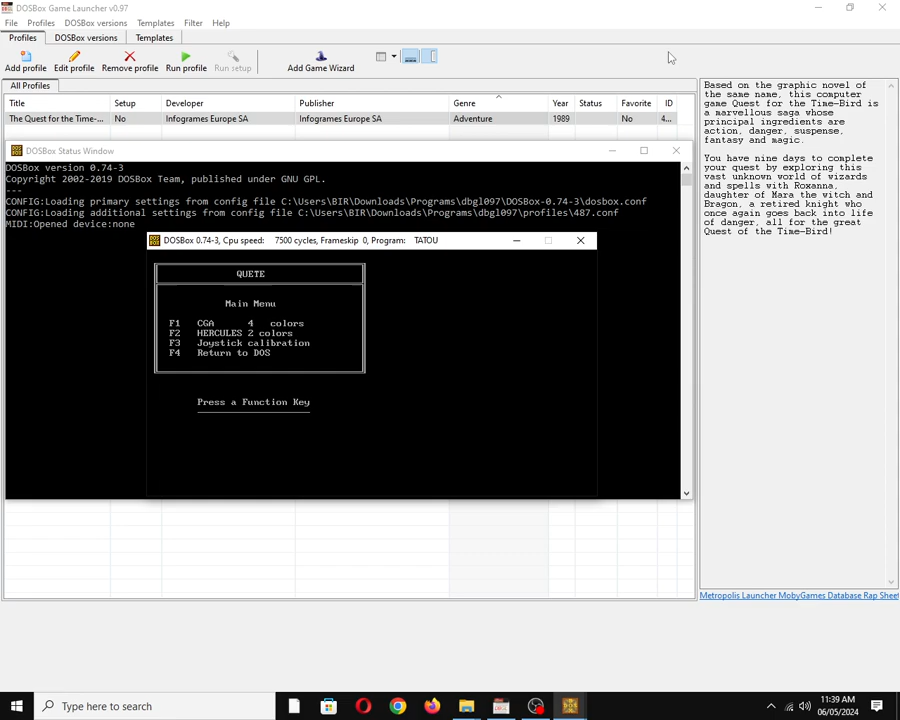 DOSBox Game Launcher v0.97
File Profiles DOSBox versions Templates Filter Help
Profiles DOSBox versions Templates
Add profile Edit profile Remove profile Run profile Run setup Add Game Wizard
All Profiles
Title Setup Developer Publisher Genre Year Status Favorite ID
The Quest for the Time-... No Infogrames Europe SA Infogrames Europe SA Adventure 1989 No 4...
DOSBox Status Window
DOSBox version 0.74-3
Copyright 2002-2019 DOSBox Team, published under GNU GPL.
---
CONFIG:Loading primary settings from config file C:\Users\BIR\Downloads\Programs\dbgl097\DOSBox-0.74-3\dosbox.conf
CONFIG:Loading additional settings from config file C:\Users\BIR\Downloads\Programs\dbgl097\profiles\487.conf
MIDI:Opened device:none
DOSBox 0.74-3, Cpu speed: 7500 cycles, Frameskip 0, Program: TATOU
QUETE
Main Menu
F1 CGA 4 colors
F2 HERCULES 2 colors
F3 Joystick calibration
F4 Return to DOS
Press a Function Key
Based on the graphic novel of
the same name, this computer
game Quest for the Time-Bird is
a marvellous saga whose
principal ingredients are
action, danger, suspense,
fantasy and magic.
You have nine days to complete
your quest by exploring this
vast unknown world of wizards
and spells with Roxanna,
daughter of Mara the witch and
Bragon, a retired knight who
once again goes back into life
of danger, all for the great
Quest of the Time-Bird!
Metropolis Launcher MobyGames Database Rap Sheet
Type here to search
11:39 AM
06/05/2024